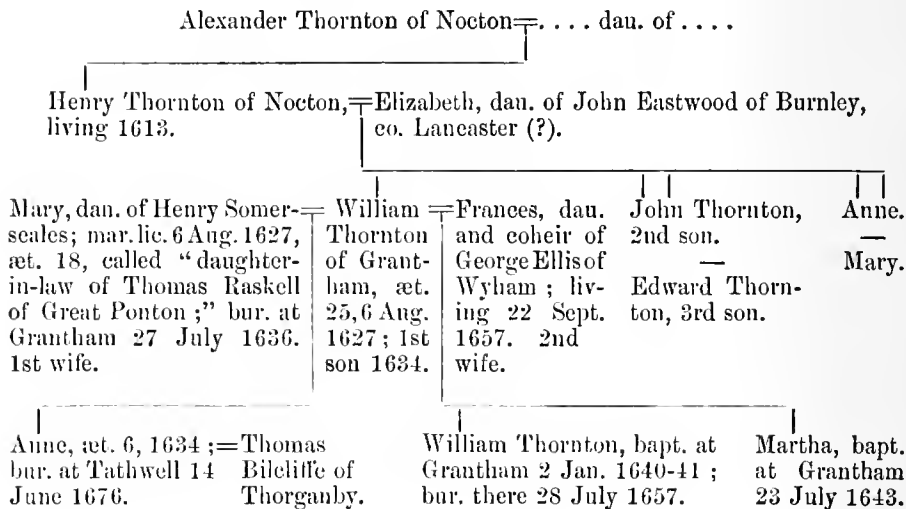 Alexander Thornton of Nocton=. . . . dau. of . . . .
Henry Thornton of Nocton,=Elizabeth, dau. of John Eastwood of Burnley,
living 1613.
co. Lancaster (?).
Mary, dan. of Henry Somer-
scales; mar. lic. 6 Aug. 1627,
æt. 18, called “daughter-
in-law of Thomas Raskell
of Great Ponton;” bur. at
Grantham 27 July 1636.
1st wife.
= William
Thornton
of Grant-
ham, æt.
25, 6 Aug.
1627; 1st
son 1634.
=Frances, dau.
and coheir of
George Ellis of
Wyham; liv-
ing 22 Sept.
1657. 2nd
wife.
John Thornton,
2nd son.
—
Edward Thorn-
ton, 3rd son.
Anne.
—
Mary.
Anne, æt. 6, 1634;=Thomas
bur. at Tathwell 14
June 1676.
Bilcliffe of
Thorganby.
William Thornton, bapt. at
Grantham 2 Jan. 1640-41;
bur. there 28 July 1657.
Martha, bapt.
at Grantham
23 July 1643.